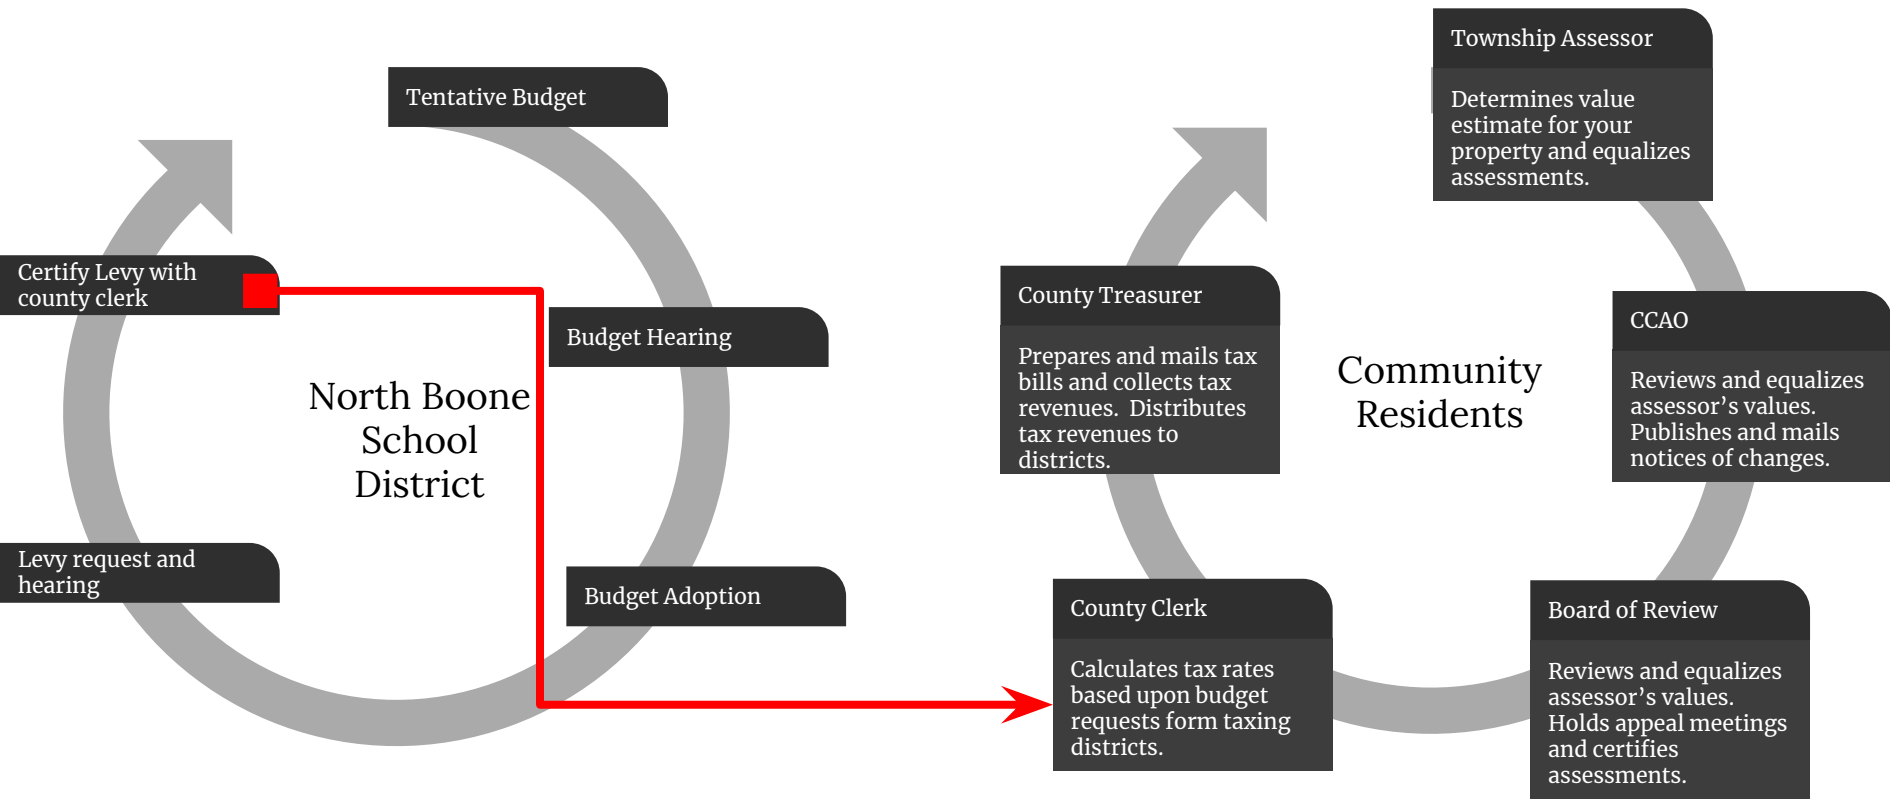 Tentative Budget
Certify Levy with
county clerk
Budget Hearing
North Boone
School
District
Levy request and
hearing
Budget Adoption
Township Assessor
Determines value
estimate for your
property and equalizes
assessments.
County Treasurer
Prepares and mails tax
bills and collects tax
revenues.  Distributes
tax revenues to
districts.
Community
Residents
CCAO
Reviews and equalizes
assessor’s values.
Publishes and mails
notices of changes.
County Clerk
Calculates tax rates
based upon budget
requests form taxing
districts.
Board of Review
Reviews and equalizes
assessor’s values.
Holds appeal meetings
and certifies
assessments.